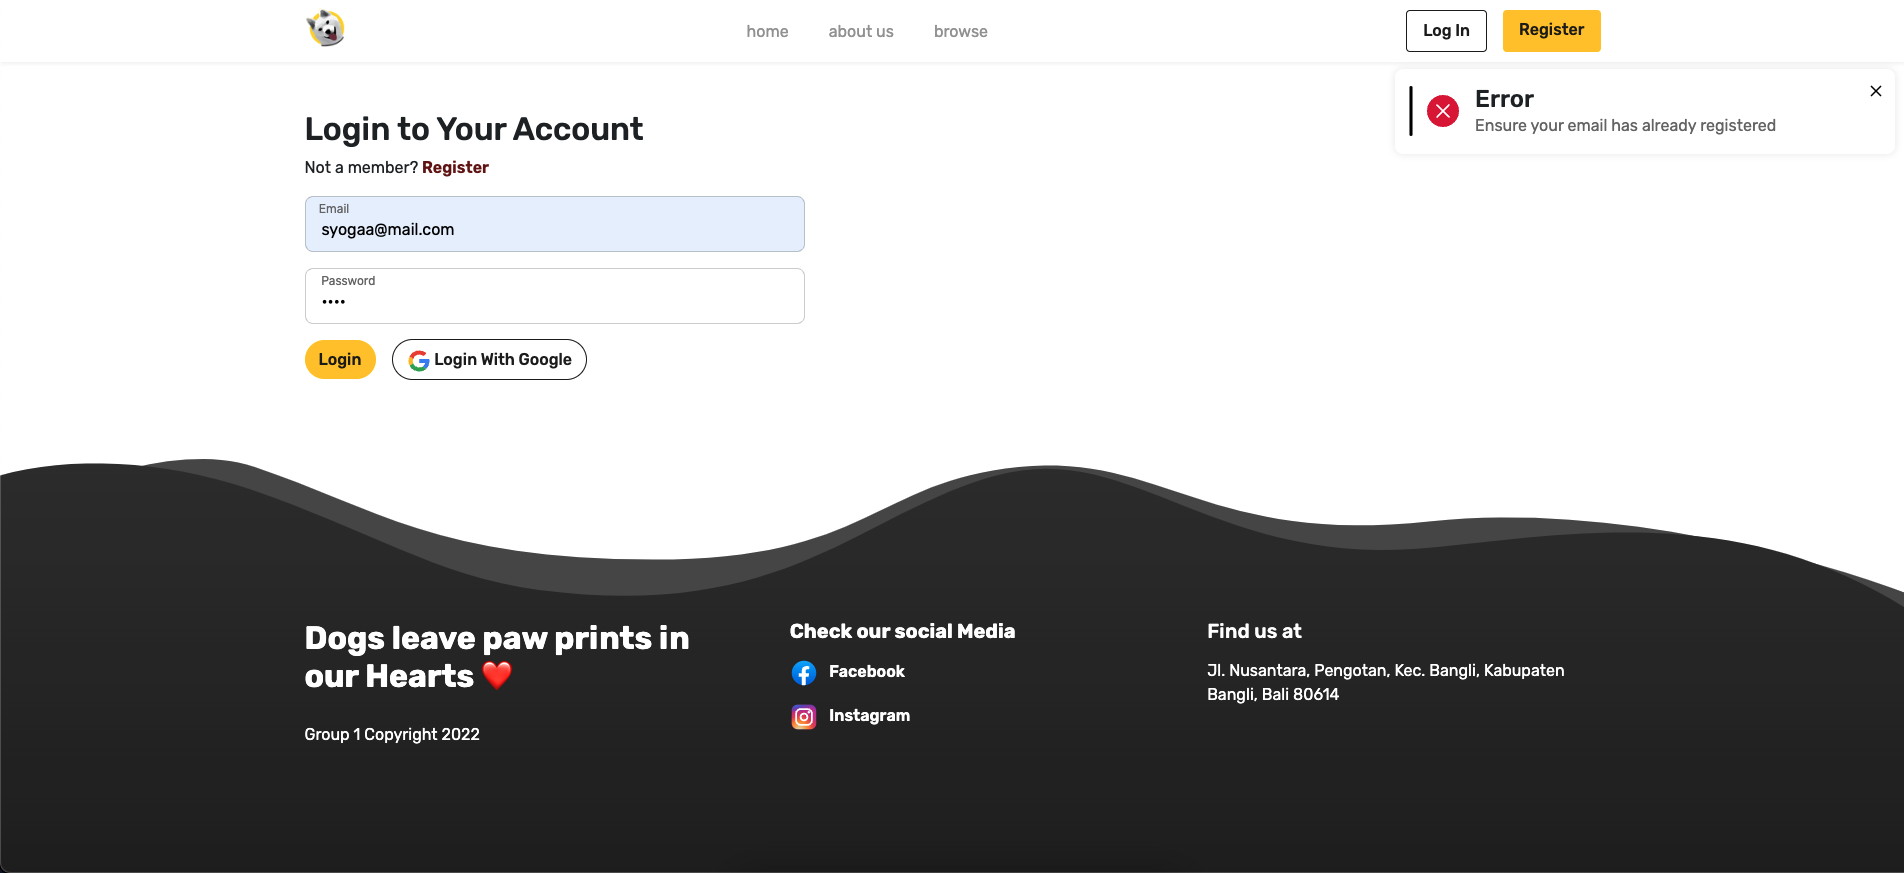 home
about us
browse
Log In
Register
Error
Ensure your email has already registered
Login to Your Account
Not a member? Register
Email
syogaa@mail.com
Password
••••
Login
Login With Google
Dogs leave paw prints in
our Hearts ❤️
Group 1 Copyright 2022
Check our social Media
Facebook
Instagram
Find us at
Jl. Nusantara, Pengotan, Kec. Bangli, Kabupaten
Bangli, Bali 80614